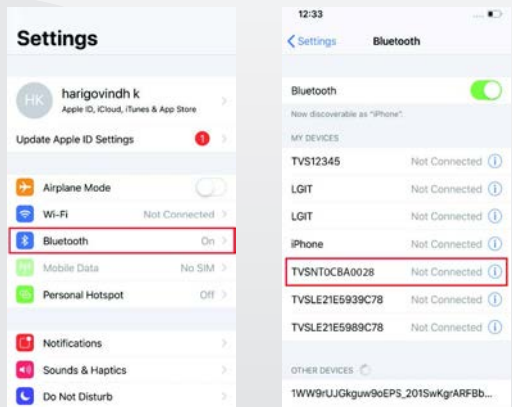 Settings
HK
harigovindh k
Apple ID, iCloud, iTunes & App Store
Update Apple ID Settings
1
Airplane Mode
Wi-Fi Not Connected
Bluetooth On
Mobile Data No SIM
Personal Hotspot Off
Notifications
Sounds & Haptics
Do Not Disturb
12:33
Settings Bluetooth
Bluetooth
Now discoverable as "iPhone".
MY DEVICES
TVS12345 Not Connected
LGIT Not Connected
LGIT Not Connected
iPhone Not Connected
TVSNT0CBA0028 Not Connected
TVSLE21E5939C78 Not Connected
TVSLE21E5989C78 Not Connected
OTHER DEVICES
1WW9rUJGkguw9oEPS_201SwKgrARFBb...